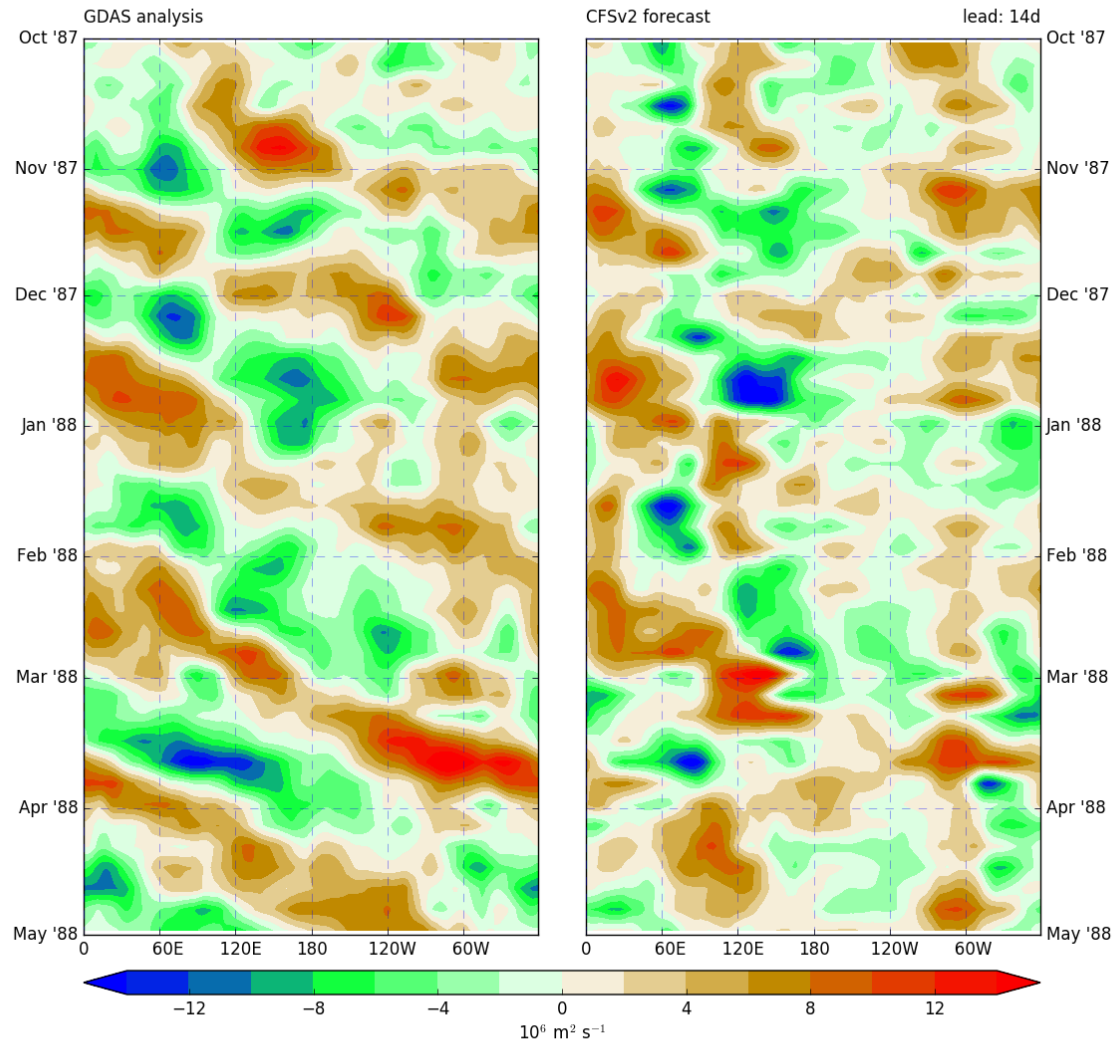 GDAS analysis
CFSv2 forecast lead: 14d
Oct '87 Oct '87
Nov '87 Nov '87
Dec '87 Dec '87
Jan '88 Jan '88
Feb '88 Feb '88
Mar '88 Mar '88
Apr '88 Apr '88
May '88 May '88
0 60E 120E 180 120W 60W 0 60E 120E 180 120W 60W
−12 −8 −4 0 4 8 12
10⁶ m² s⁻¹